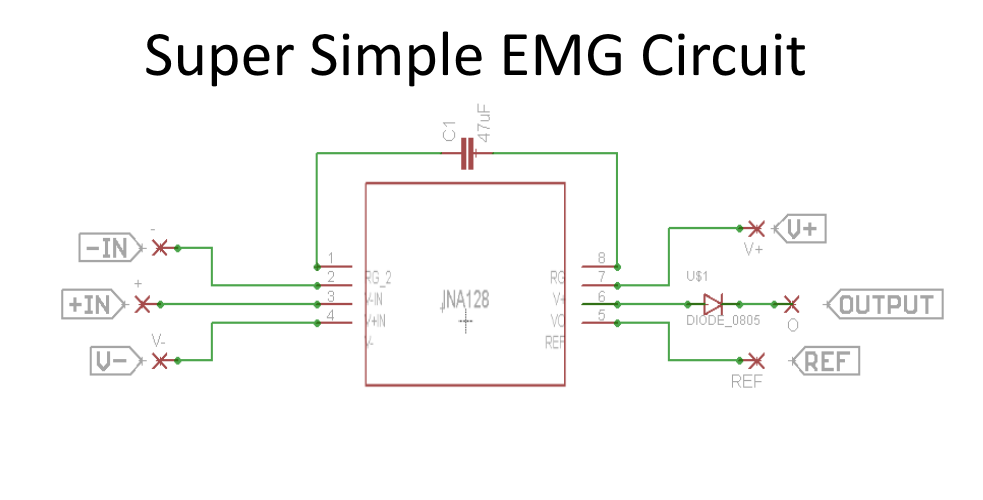 Super Simple EMG Circuit
C1
47uF
-IN
-
+IN
+
V-
V-
1
2
3
4
RG_2
V-IN
V+IN
V-
INA128
RG
V+
VO
REF
8
7
6
5
V+
V+
U$1
DIODE_0805
O
OUTPUT
REF
REF